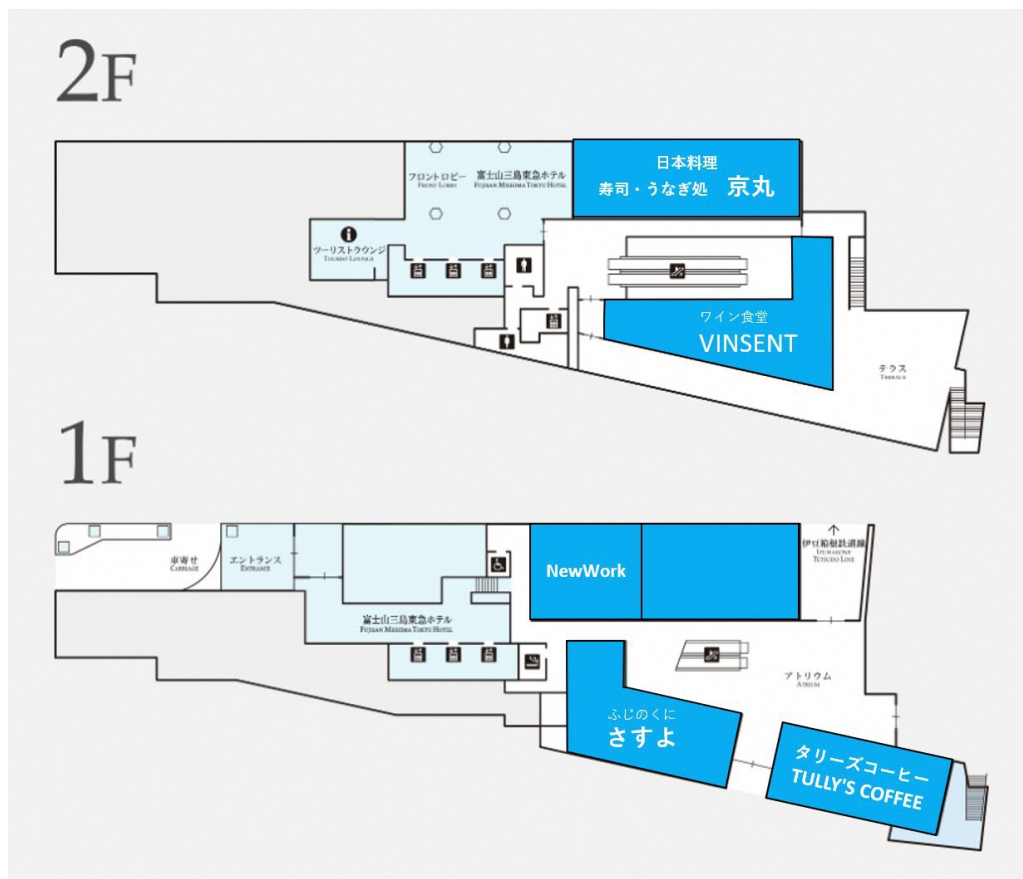 2F
日本料理
寿司・うなぎ処 京丸
フロントロビー
FRONT LOBBY
富士山三島東急ホテル
FUJISAN MISHIMA TOKYU HOTEL
ツーリストラウンジ
TOURIST LOUNGE
ワイン食堂
VINSENT
テラス
TERRACE
1F
車寄せ
CARRIAGE
エントランス
ENTRANCE
NewWork
伊豆箱根鉄道線
IZUHAKONE
TETSUDO LINE
富士山三島東急ホテル
FUJISAN MISHIMA TOKYU HOTEL
アトリウム
ATRIUM
ふじのくに
さすよ
タリーズコーヒー
TULLY'S COFFEE